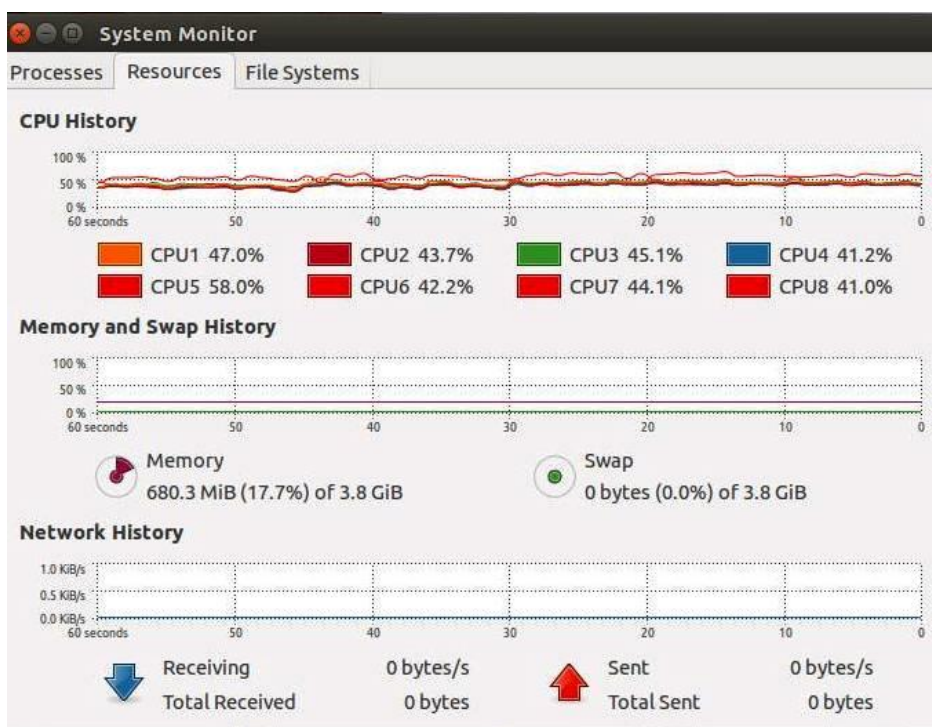 System Monitor
Processes Resources File Systems
CPU History
100 %
50 %
0 %
60 seconds 50 40 30 20 10 0
CPU1 47.0% CPU2 43.7% CPU3 45.1% CPU4 41.2%
CPU5 58.0% CPU6 42.2% CPU7 44.1% CPU8 41.0%
Memory and Swap History
100 %
50 %
0 %
60 seconds 50 40 30 20 10 0
Memory Swap
680.3 MiB (17.7%) of 3.8 GiB 0 bytes (0.0%) of 3.8 GiB
Network History
1.0 KiB/s
0.5 KiB/s
0.0 KiB/s
60 seconds 50 40 30 20 10 0
Receiving 0 bytes/s Sent 0 bytes/s
Total Received 0 bytes Total Sent 0 bytes